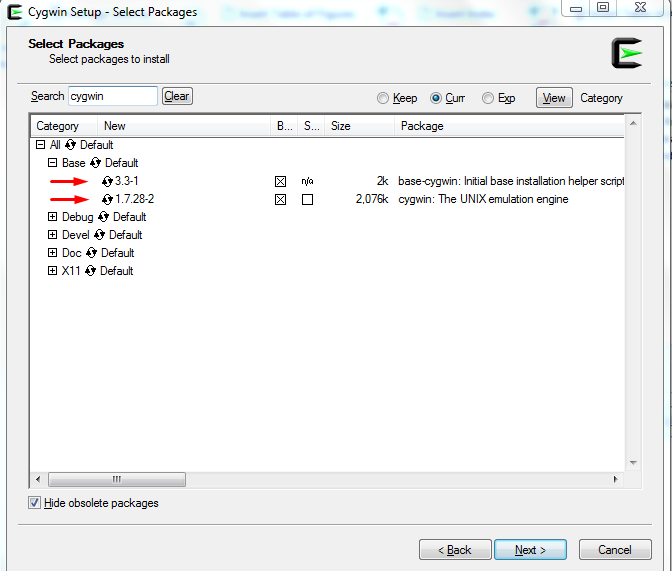 Cygwin Setup - Select Packages
Select Packages
Select packages to install
Search cygwin Clear Keep Curr Exp View Category
Category New B... S... Size Package
All Default
Base Default
3.3-1 n/a 2k base-cygwin: Initial base installation helper script
1.7.28-2 2,076k cygwin: The UNIX emulation engine
Debug Default
Devel Default
Doc Default
X11 Default
Hide obsolete packages
< Back Next > Cancel